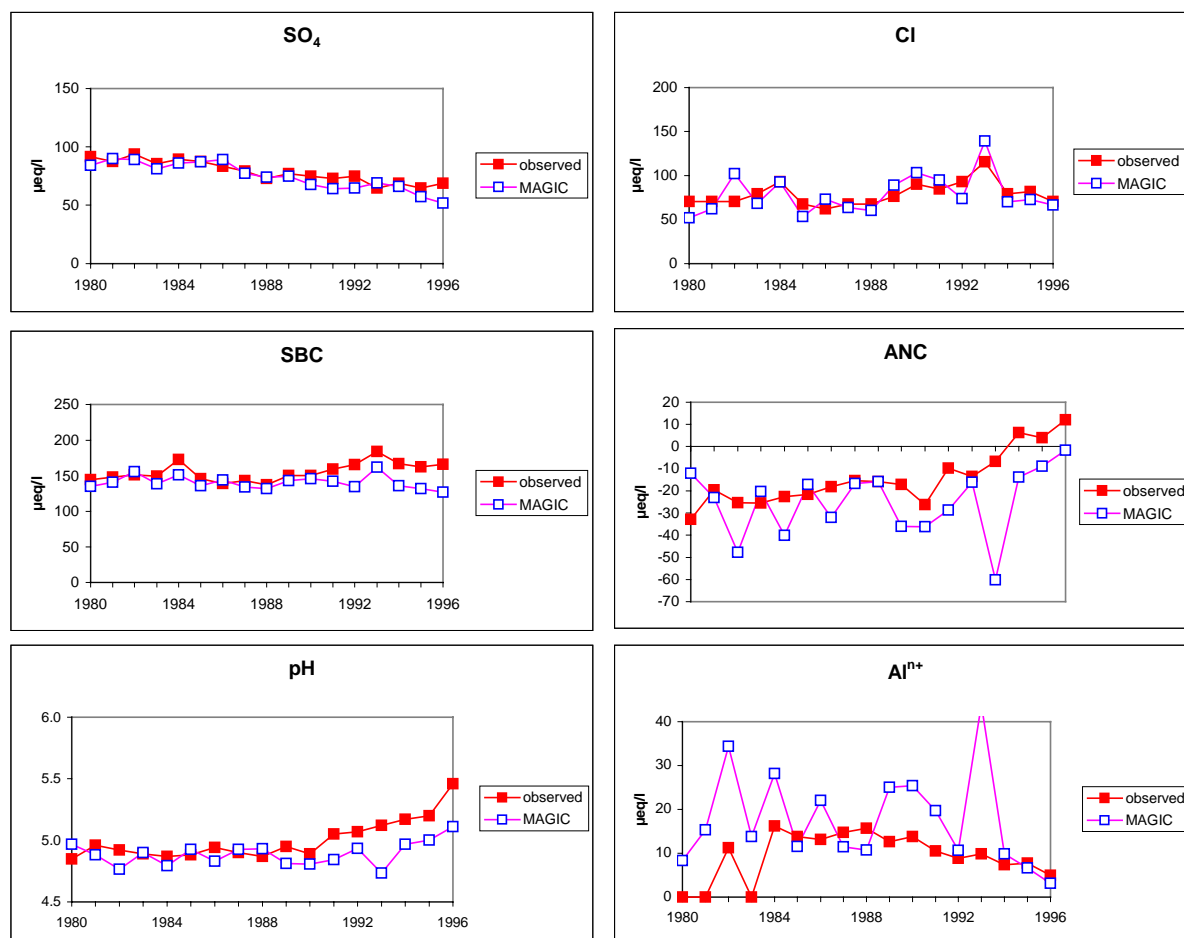 SO₄
µeq/l
150
100
50
0
1980 1984 1988 1992 1996
observed
MAGIC
Cl
µeq/l
200
150
100
50
0
1980 1984 1988 1992 1996
observed
MAGIC
SBC
µeq/l
250
200
150
100
50
0
1980 1984 1988 1992 1996
observed
MAGIC
ANC
µeq/l
20
10
0
-10
-20
-30
-40
-50
-60
-70
observed
MAGIC
pH
6.0
5.5
5.0
4.5
1980 1984 1988 1992 1996
observed
MAGIC
Alⁿ⁺
µeq/l
40
30
20
10
0
1980 1984 1988 1992 1996
observed
MAGIC